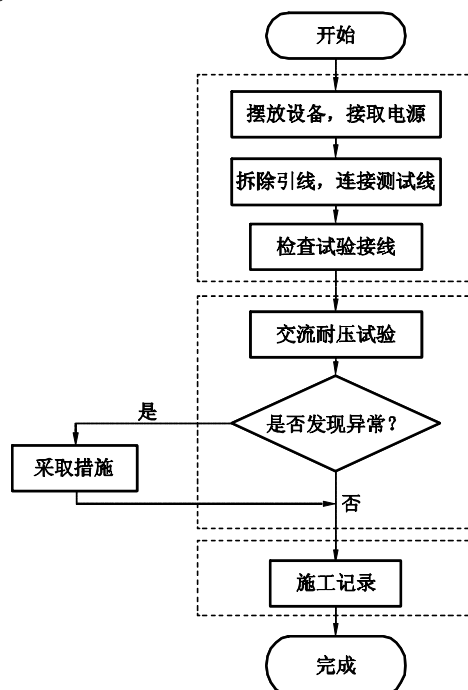 开始
摆放设备，接取电源
拆除引线，连接测试线
检查试验接线
交流耐压试验
是否发现异常？
是
采取措施
否
施工记录
完成